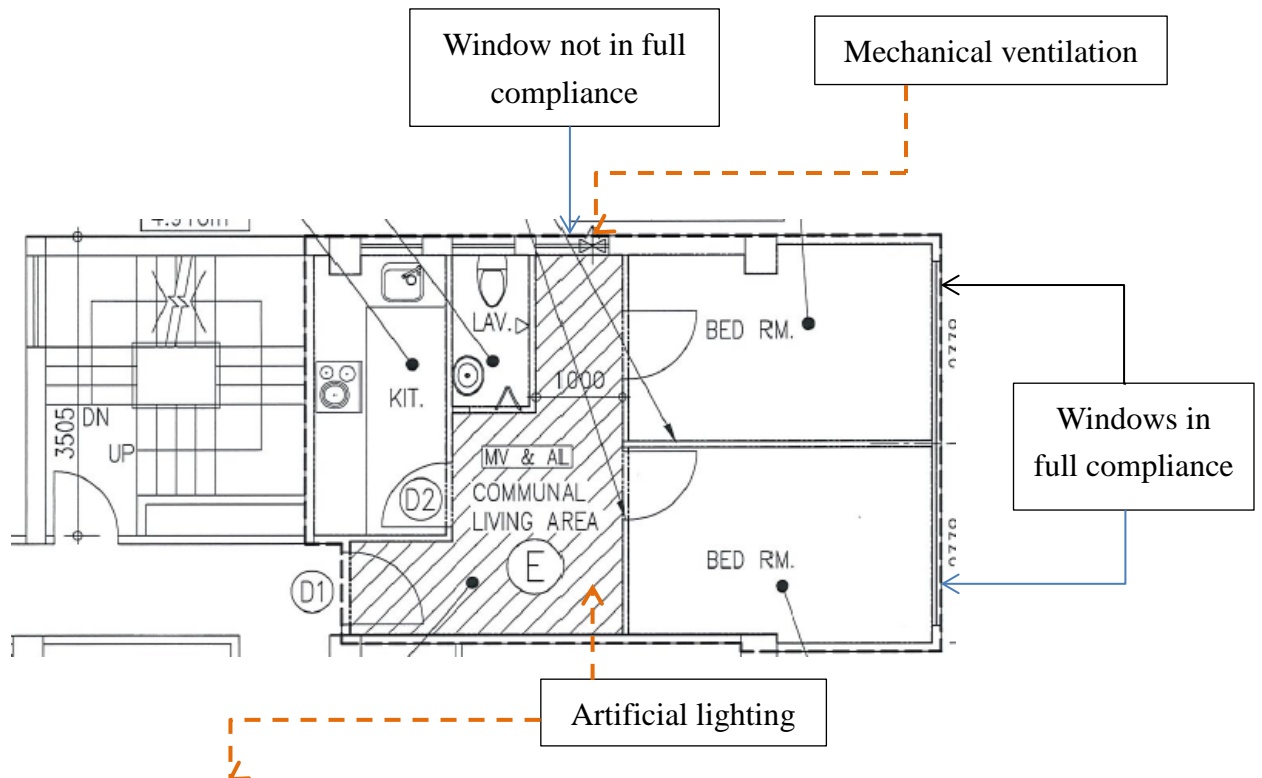 Window not in full
compliance
Mechanical ventilation
LAV.
BED RM.
1000
KIT.
3505
DN
UP
MV & AL
D2
COMMUNAL
LIVING AREA
E
BED RM.
D1
Windows in
full compliance
Artificial lighting